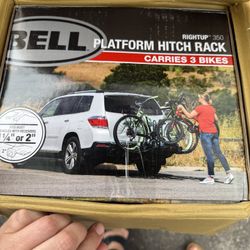 BELL
RIGHTUP 350
PLATFORM HITCH RACK
CARRIES 3 BIKES
1¼" or 2"